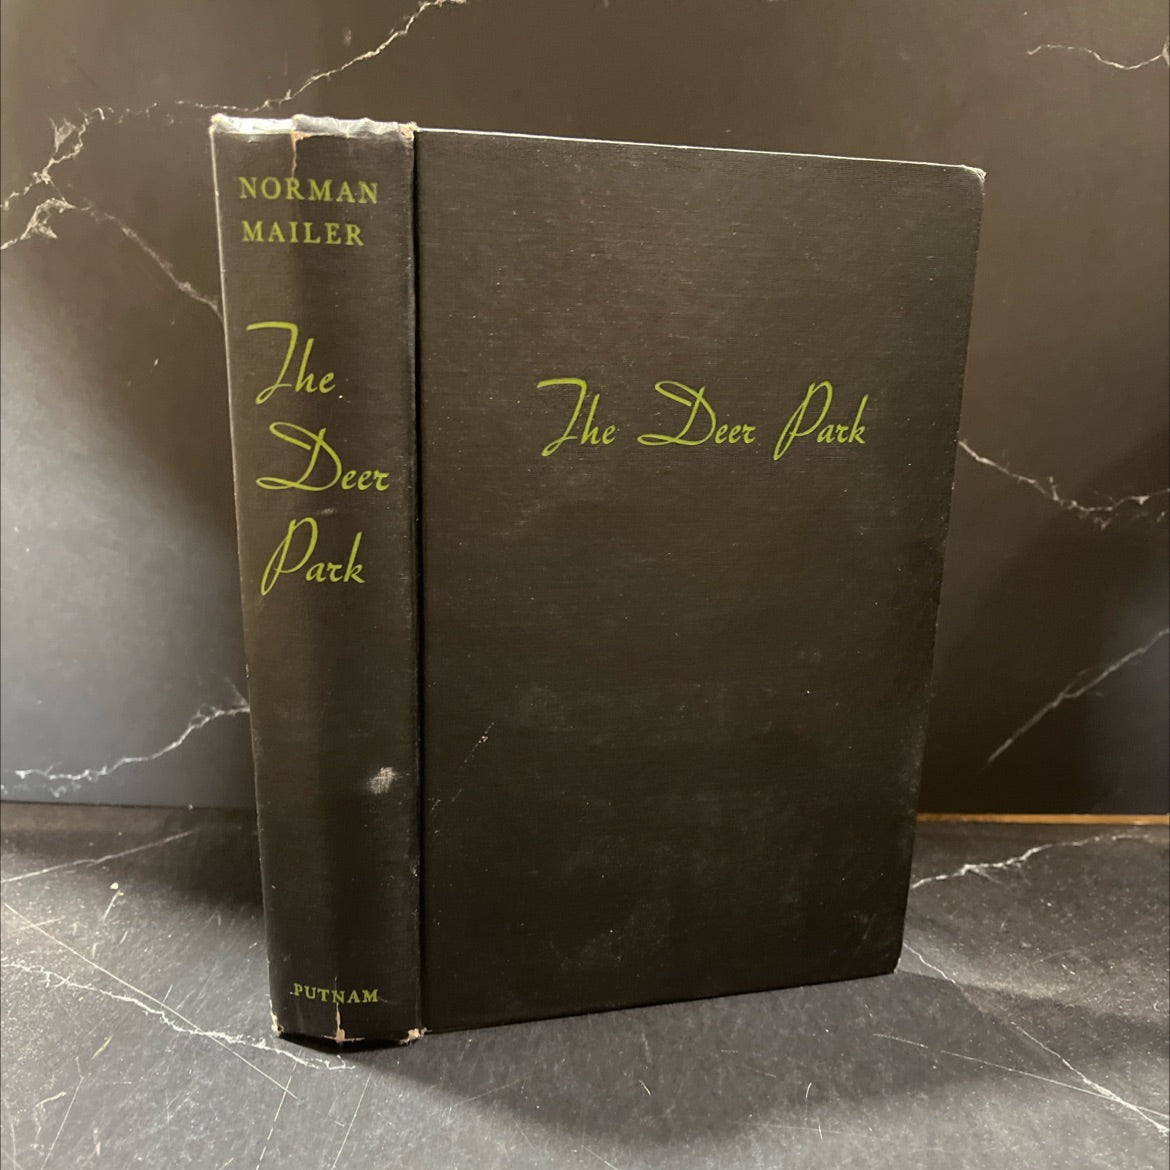 NORMAN
MAILER
The
Deer
Park
PUTNAM
The Deer Park